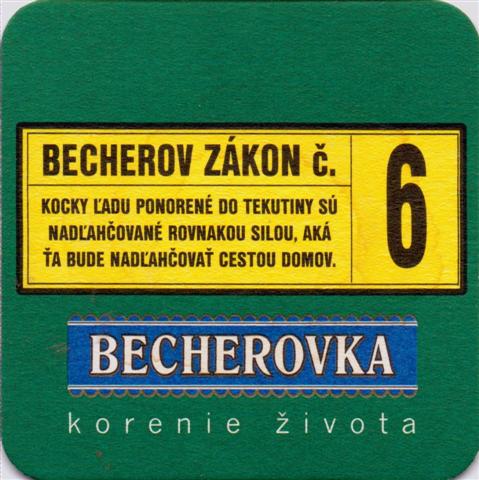 BECHEROV ZÁKON Č. 6
KOCKY ĽADU PONORENÉ DO TEKUTINY SÚ
NADĽAHČOVANÉ ROVNAKOU SILOU, AKÁ
ŤA BUDE NADĽAHČOVAŤ CESTOU DOMOV.
BECHEROVKA
korenie života